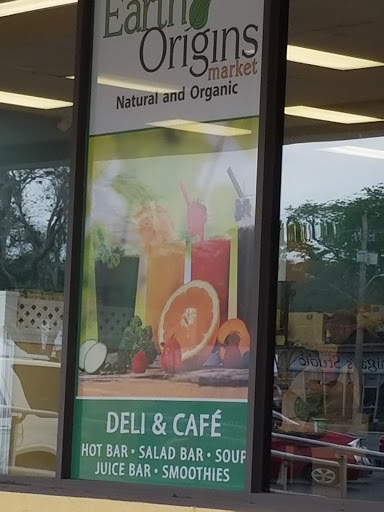 Earth
Origins
market
Natural and Organic
DELI & CAFÉ
HOT BAR • SALAD BAR • SOUP
JUICE BAR • SMOOTHIES